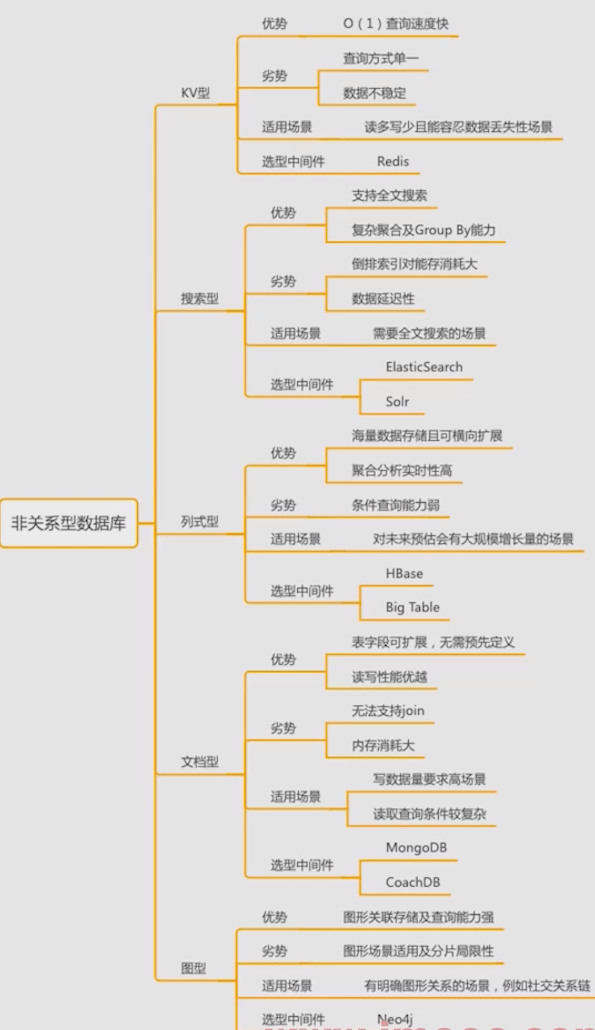 非关系型数据库
KV型
优势
O（1）查询速度快
劣势
查询方式单一
数据不稳定
适用场景
读多写少且能容忍数据丢失性场景
选型中间件
Redis
搜索型
优势
支持全文搜索
复杂聚合及Group By能力
劣势
倒排索引对能存消耗大
数据延迟性
适用场景
需要全文搜索的场景
选型中间件
ElasticSearch
Solr
列式型
优势
海量数据存储且可横向扩展
聚合分析实时性高
劣势
条件查询能力弱
适用场景
对未来预估会有大规模增长量的场景
选型中间件
HBase
Big Table
文档型
优势
表字段可扩展，无需预先定义
读写性能优越
劣势
无法支持join
内存消耗大
适用场景
写数据量要求高场景
读取查询条件较复杂
选型中间件
MongoDB
CoachDB
图型
优势
图形关联存储及查询能力强
劣势
图形场景适用及分片局限性
适用场景
有明确图形关系的场景，例如社交关系链
选型中间件
Neo4j